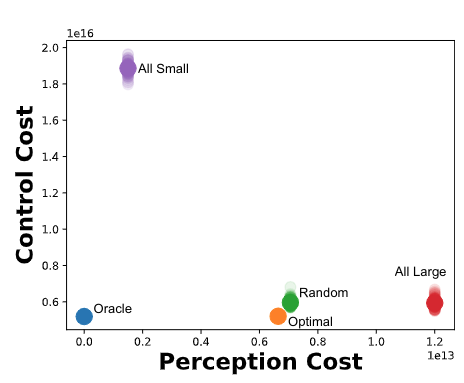 1e16
2.0
1.8
1.6
1.4
1.2
1.0
0.8
0.6
Control Cost
All Small
All Large
Random
Oracle
Optimal
0.0 0.2 0.4 0.6 0.8 1.0 1.2
1e13
Perception Cost